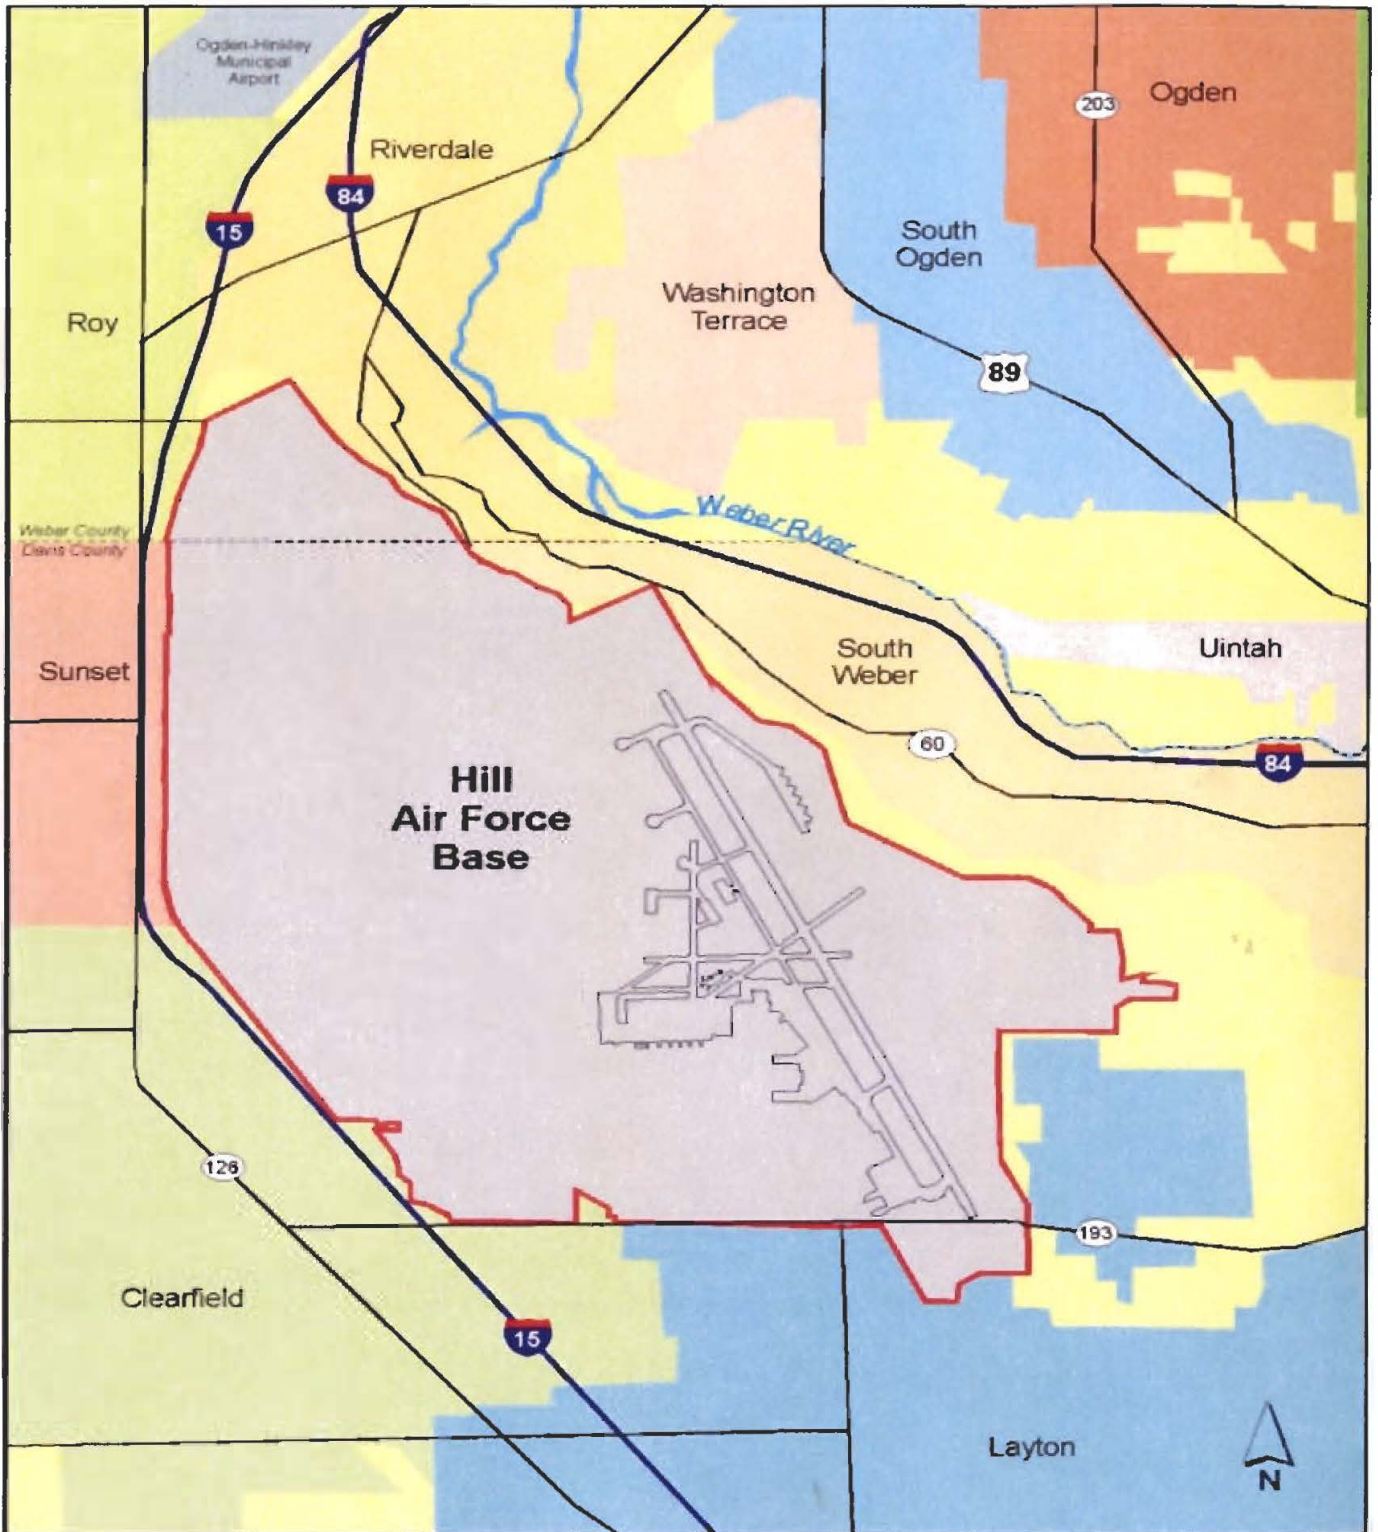 Ogden-Hinkley
Municipal
Airport
203
Ogden
Riverdale
84
15
South
Ogden
Washington
Terrace
Roy
89
Weber River
Weber County
Davis County
South
Weber
Uintah
Sunset
60
84
Hill
Air Force
Base
126
193
Clearfield
15
Layton
N